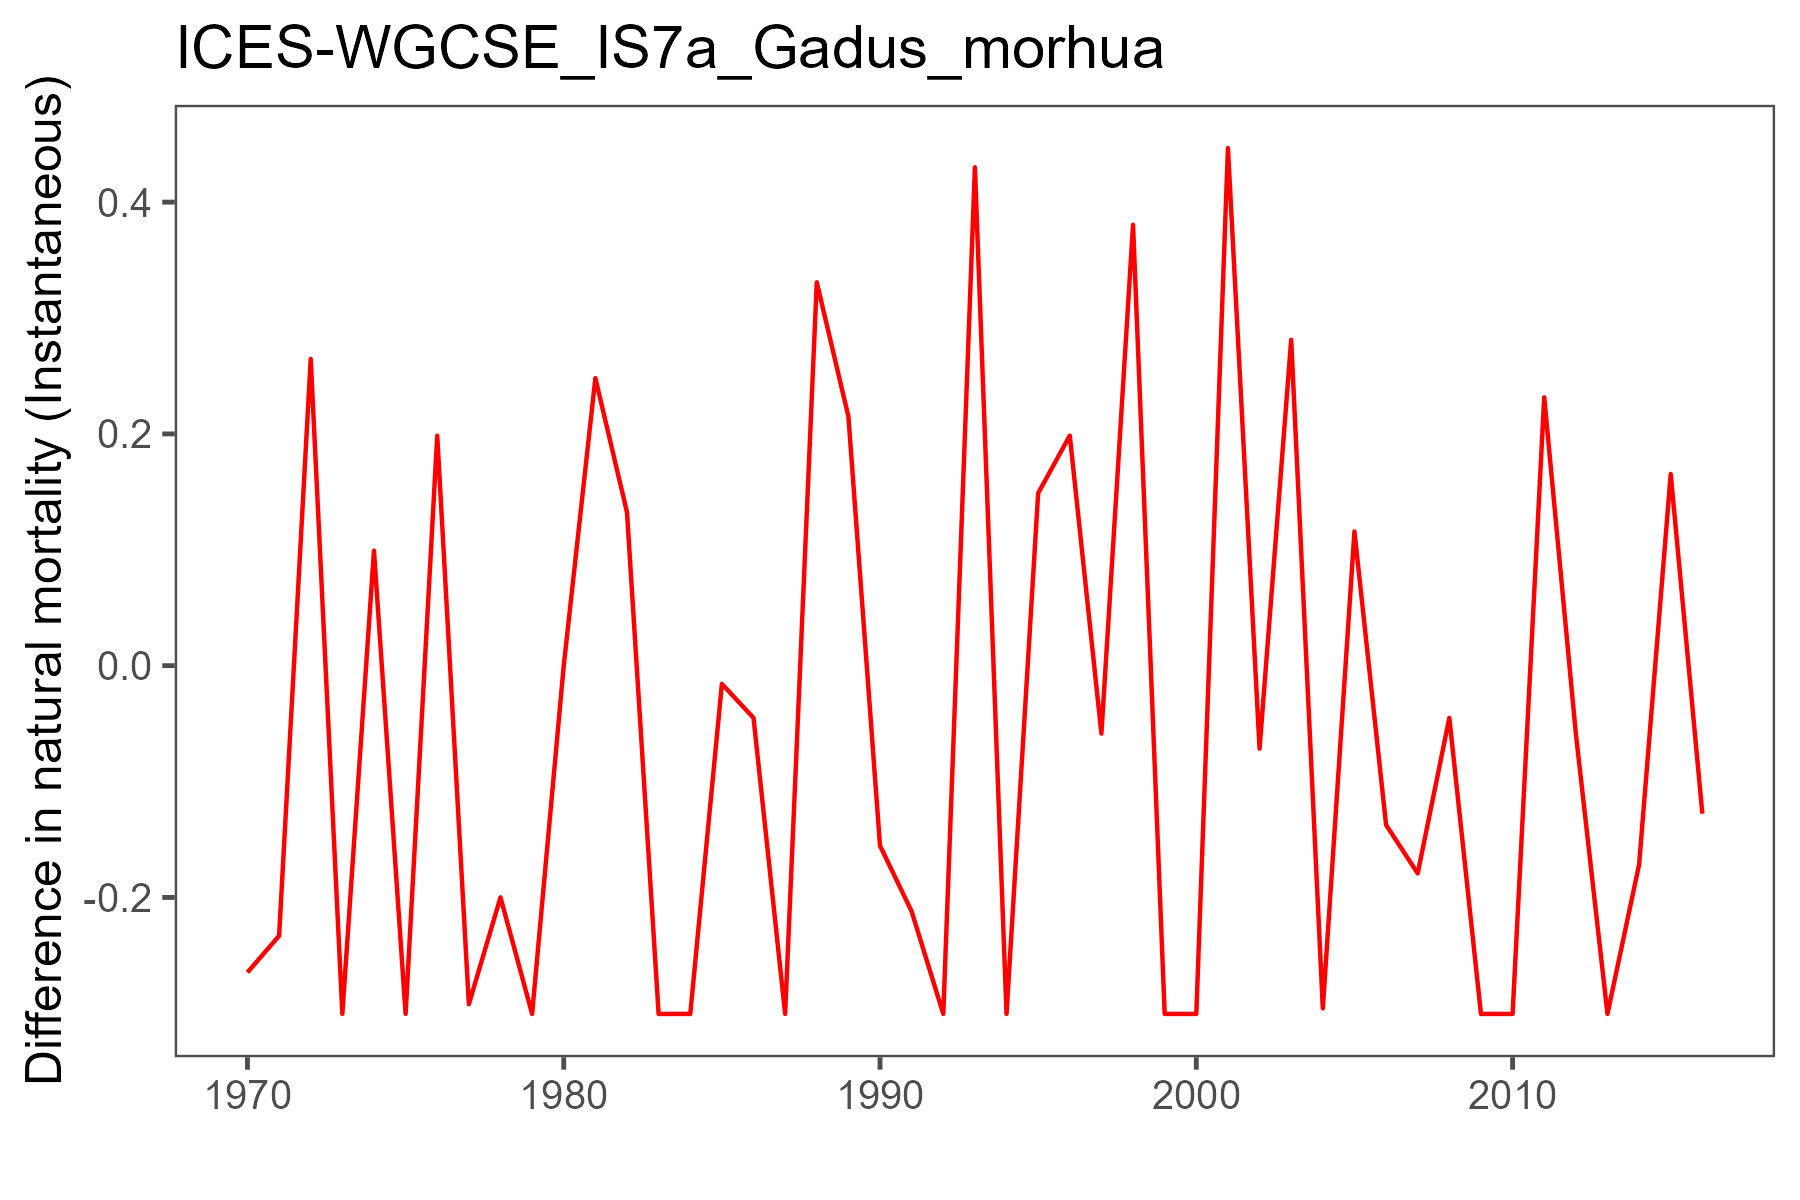 ICES-WGCSE_IS7a_Gadus_morhua
Difference in natural mortality (Instantaneous)
0.4
0.2
0.0
-0.2
1970 1980 1990 2000 2010